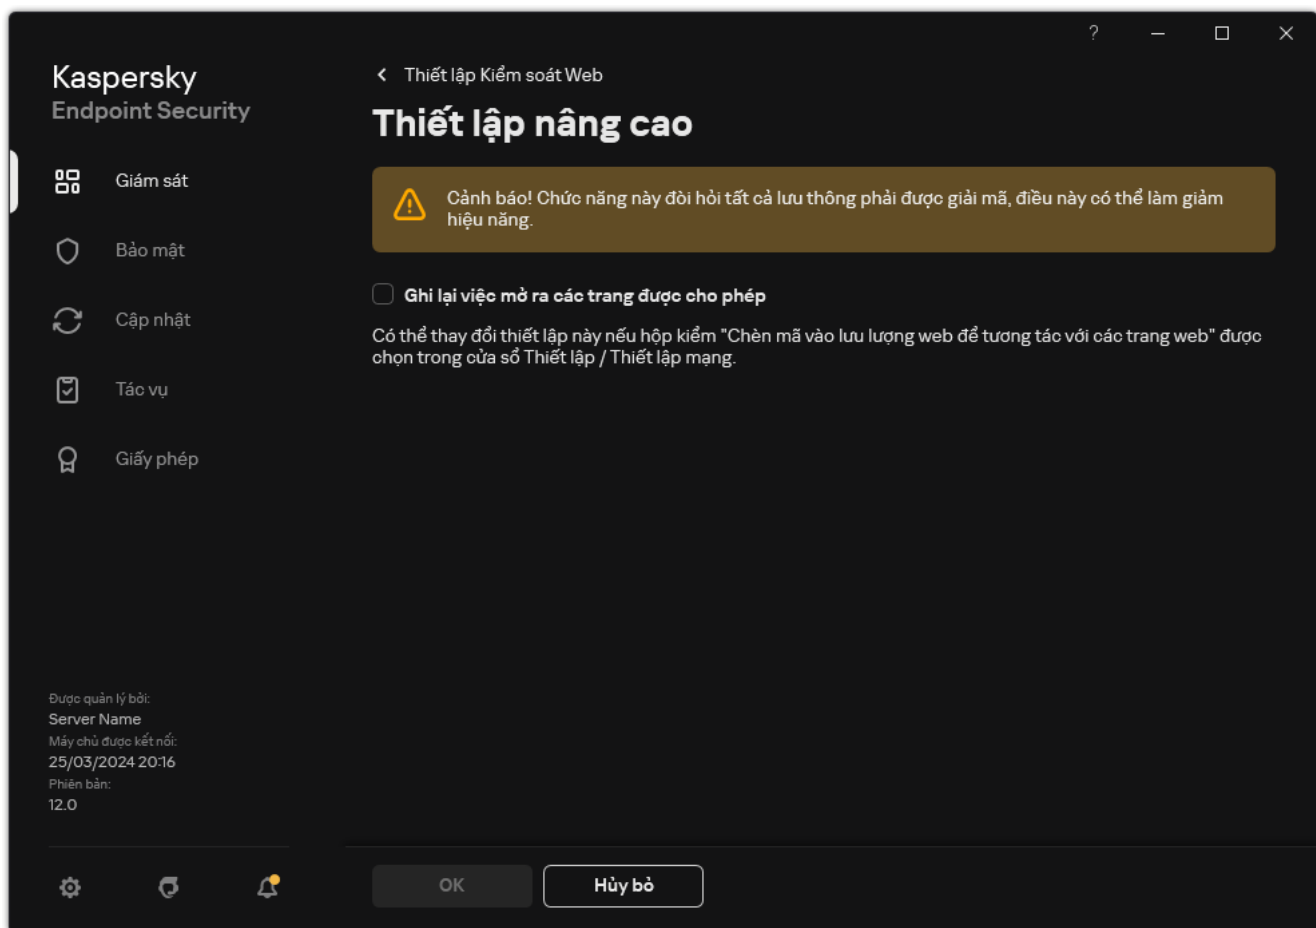 ?
Kaspersky
Endpoint Security
Giám sát
Bảo mật
Cập nhật
Tác vụ
Giấy phép
Được quản lý bởi:
Server Name
Máy chủ được kết nối:
25/03/2024 20:16
Phiên bản:
12.0
Thiết lập Kiểm soát Web
Thiết lập nâng cao
Cảnh báo! Chức năng này đòi hỏi tất cả lưu thông phải được giải mã, điều này có thể làm giảm
hiệu năng.
Ghi lại việc mở ra các trang được cho phép
Có thể thay đổi thiết lập này nếu hộp kiểm "Chèn mã vào lưu lượng web để tương tác với các trang web" được
chọn trong cửa sổ Thiết lập / Thiết lập mạng.
OK
Hủy bỏ